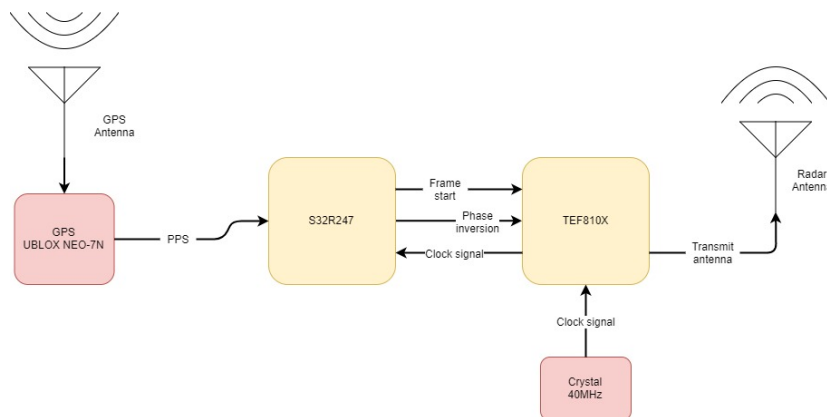 GPS
Antenna
GPS
UBLOX NEO-7N
PPS
S32R247
Frame
start
Phase
inversion
Clock signal
TEF810X
Transmit
antenna
Radar
Antenna
Clock signal
Crystal
40MHz